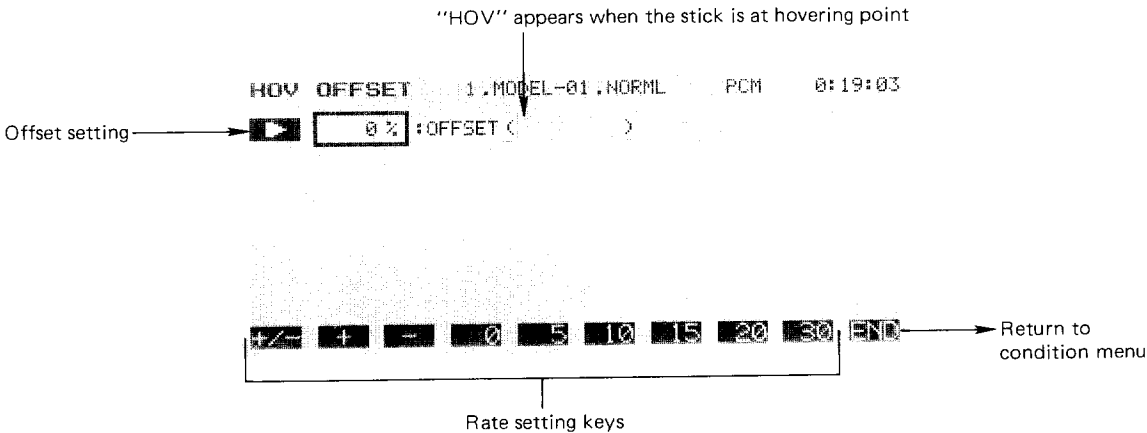 "HOV" appears when the stick is at hovering point
HOV OFFSET 1.MODEL-01.NORML PCM 0:19:03
Offset setting 0% :OFFSET ( )
+/- + - 0 5 10 15 20 30 END
Return to
condition menu
Rate setting keys